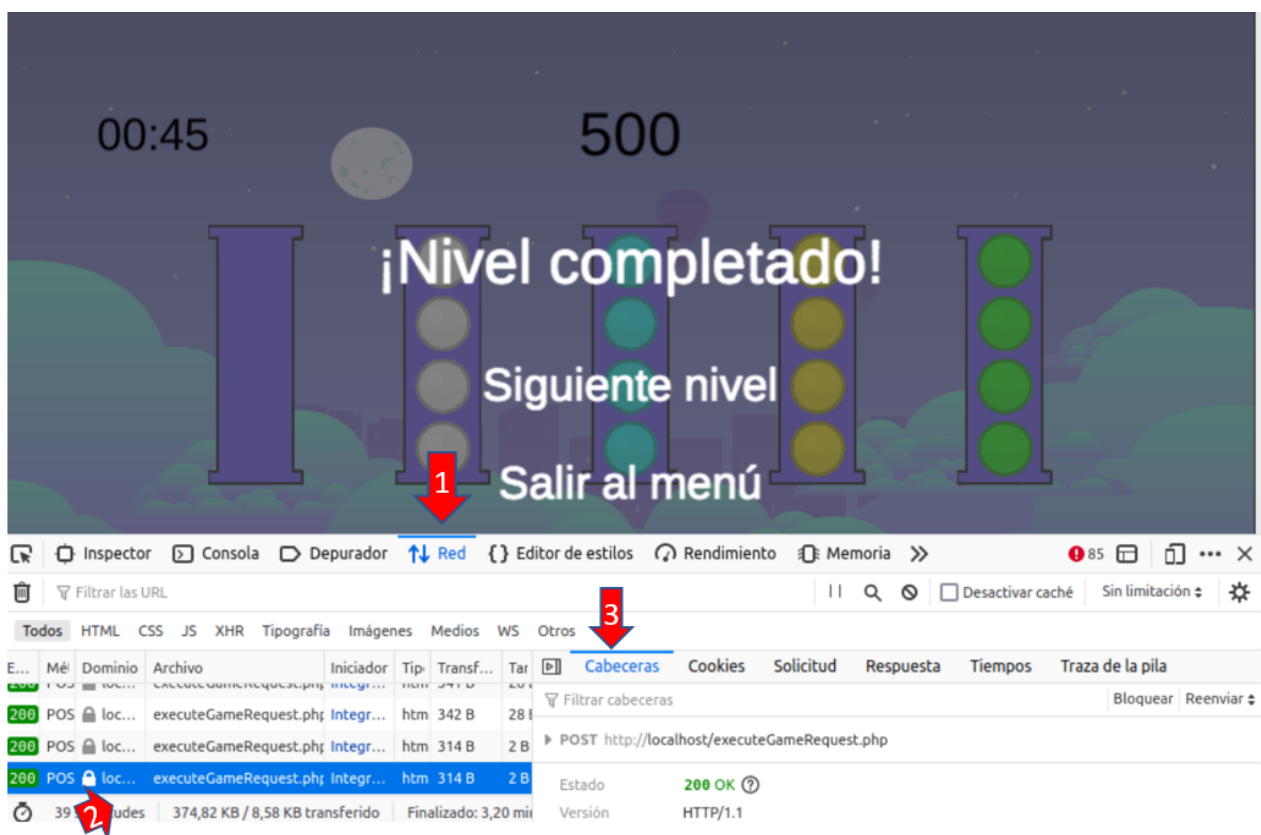 00:45
500
¡Nivel completado!
Siguiente nivel
Salir al menú
1
Inspector Consola Depurador Red Editor de estilos Rendimiento Memoria 85
Filtrar las URL Desactivar caché Sin limitación
3
Todos HTML CSS JS XHR Tipografía Imágenes Medios WS Otros
E... Mé Dominio Archivo Iniciador Tip Transf... Tar Cabeceras Cookies Solicitud Respuesta Tiempos Traza de la pila
Filtrar cabeceras Bloquear Reenviar
200 POS loc... executeGameRequest.php Integr... htm 342 B 28
POST http://localhost/executeGameRequest.php
200 POS loc... executeGameRequest.php Integr... htm 314 B 2 B
200 POS loc... executeGameRequest.php Integr... htm 314 B 2 B
Estado 200 OK
2
39 374,82 KB / 8,58 KB transferido Finalizado: 3,20 min
Versión HTTP/1.1